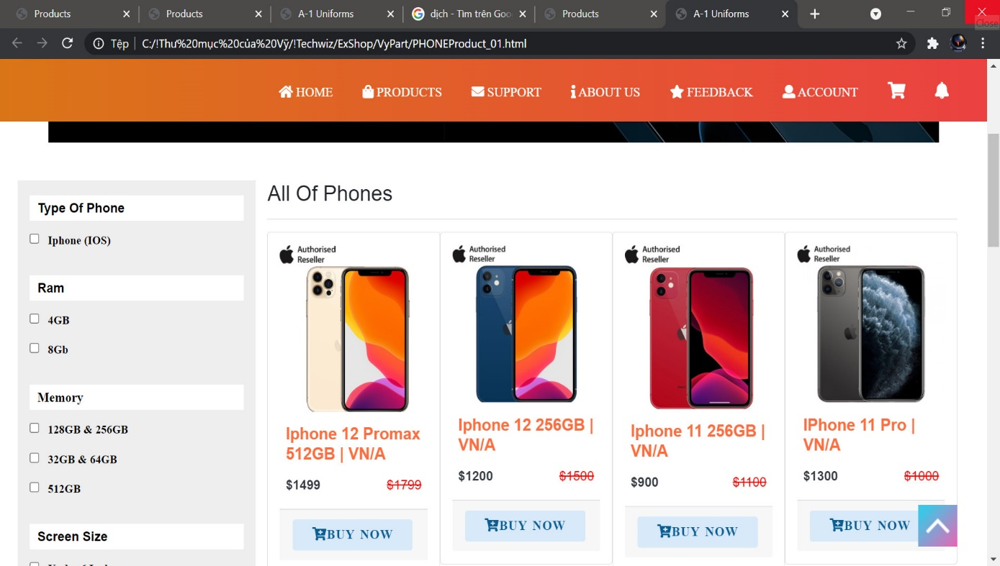 Products
Products
A-1 Uniforms
dịch - Tìm trên Goo
Products
A-1 Uniforms
Close
Tệp
C:/!Thư%20mục%20của%20Vỹ/!Techwiz/ExShop/VyPart/PHONEProduct_01.html
HOME
PRODUCTS
SUPPORT
ABOUT US
FEEDBACK
ACCOUNT
Type Of Phone
Iphone (IOS)
Ram
4GB
8Gb
Memory
128GB & 256GB
32GB & 64GB
512GB
Screen Size
All Of Phones
Authorised
Reseller
Iphone 12 Promax
512GB | VN/A
$1499
$1799
BUY NOW
Authorised
Reseller
Iphone 12 256GB |
VN/A
$1200
$1500
BUY NOW
Authorised
Reseller
Iphone 11 256GB |
VN/A
$900
$1100
BUY NOW
Authorised
Reseller
IPhone 11 Pro |
VN/A
$1300
$1000
BUY NOW